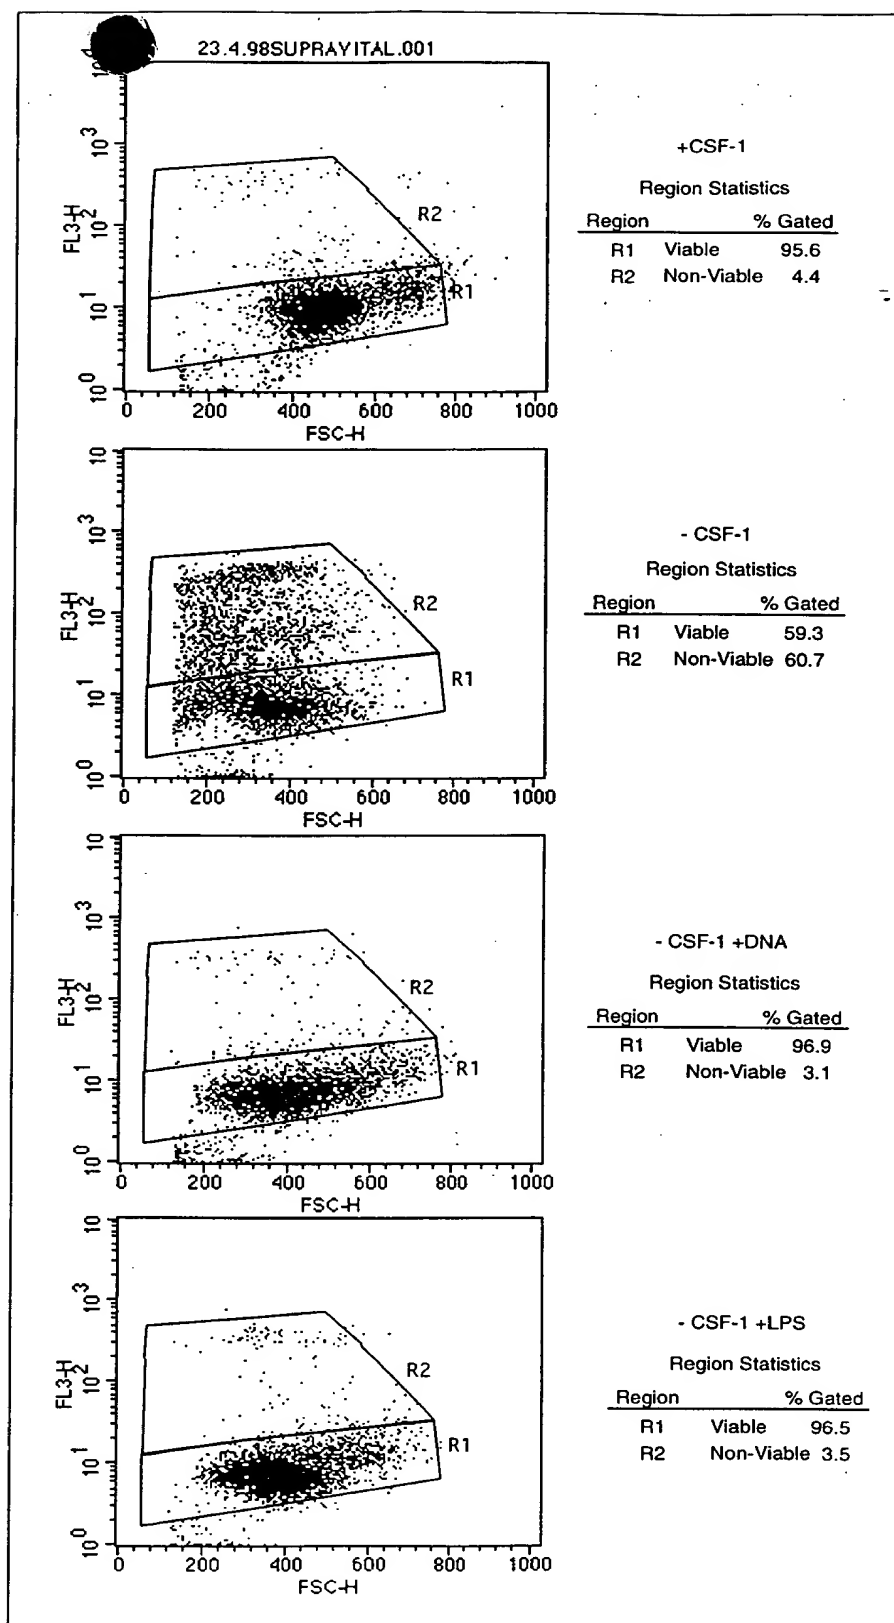 23.4.98SUPRAVITAL.001
10^3
10^2
10^1
10^0
FL3-H
R2
R1
0 200 400 600 800 1000
FSC-H
+CSF-1
Region Statistics
Region % Gated
R1 Viable 95.6
R2 Non-Viable 4.4
10
10^3
10^2
10^1
10^0
FL3-H
R2
R1
0 200 400 600 800 1000
FSC-H
- CSF-1
Region Statistics
Region % Gated
R1 Viable 59.3
R2 Non-Viable 60.7
10
10^3
10^2
10^1
10^0
FL3-H
R2
R1
0 200 400 600 800 1000
FSC-H
- CSF-1 +DNA
Region Statistics
Region % Gated
R1 Viable 96.9
R2 Non-Viable 3.1
10
10^3
10^2
10^1
10^0
FL3-H
R2
R1
0 200 400 600 800 1000
FSC-H
- CSF-1 +LPS
Region Statistics
Region % Gated
R1 Viable 96.5
R2 Non-Viable 3.5